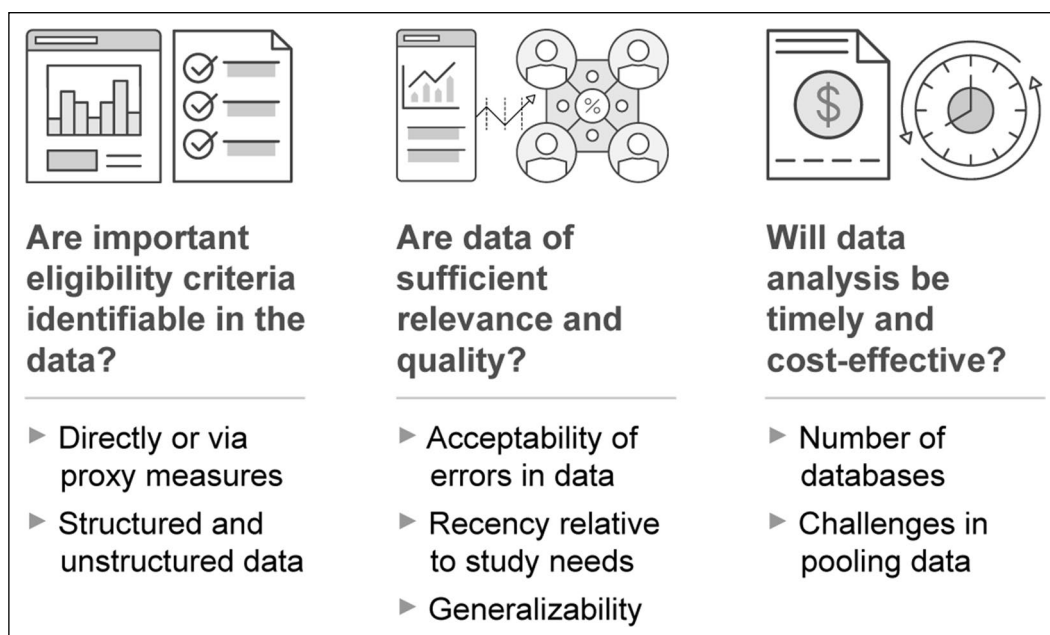 %
$
Are important
eligibility criteria
identifiable in the
data?
▶ Directly or via
proxy measures
▶ Structured and
unstructured data
Are data of
sufficient
relevance and
quality?
▶ Acceptability of
errors in data
▶ Recency relative
to study needs
▶ Generalizability
Will data
analysis be
timely and
cost-effective?
▶ Number of
databases
▶ Challenges in
pooling data